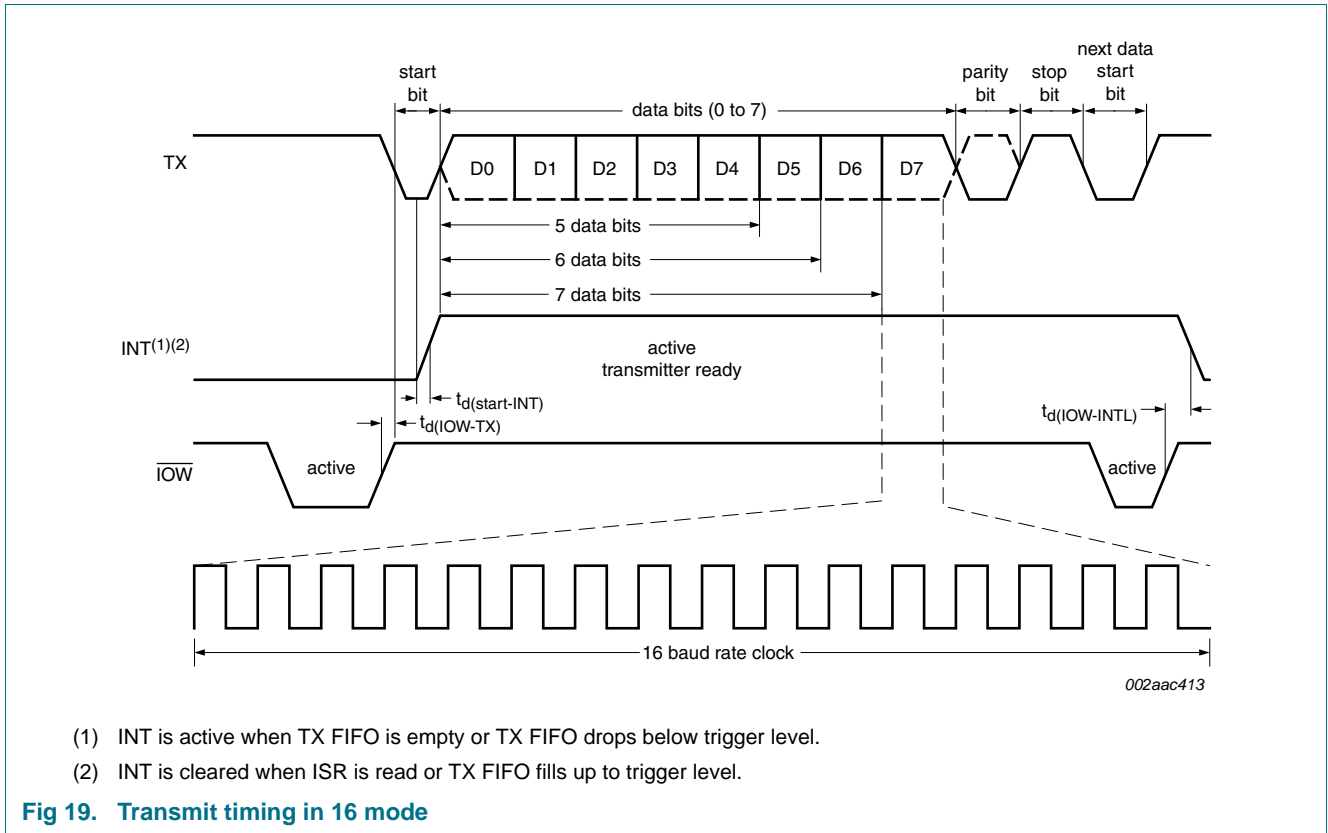 start
bit
data bits (0 to 7)
parity
bit
stop
bit
next data
start
bit
TX
D0 D1 D2 D3 D4 D5 D6 D7
5 data bits
6 data bits
7 data bits
INT(1)(2)
active
transmitter ready
td(start-INT)
td(IOW-TX)
td(IOW-INTL)
IOW
active
active
16 baud rate clock
002aac413
(1) INT is active when TX FIFO is empty or TX FIFO drops below trigger level.
(2) INT is cleared when ISR is read or TX FIFO fills up to trigger level.
Fig 19. Transmit timing in 16 mode